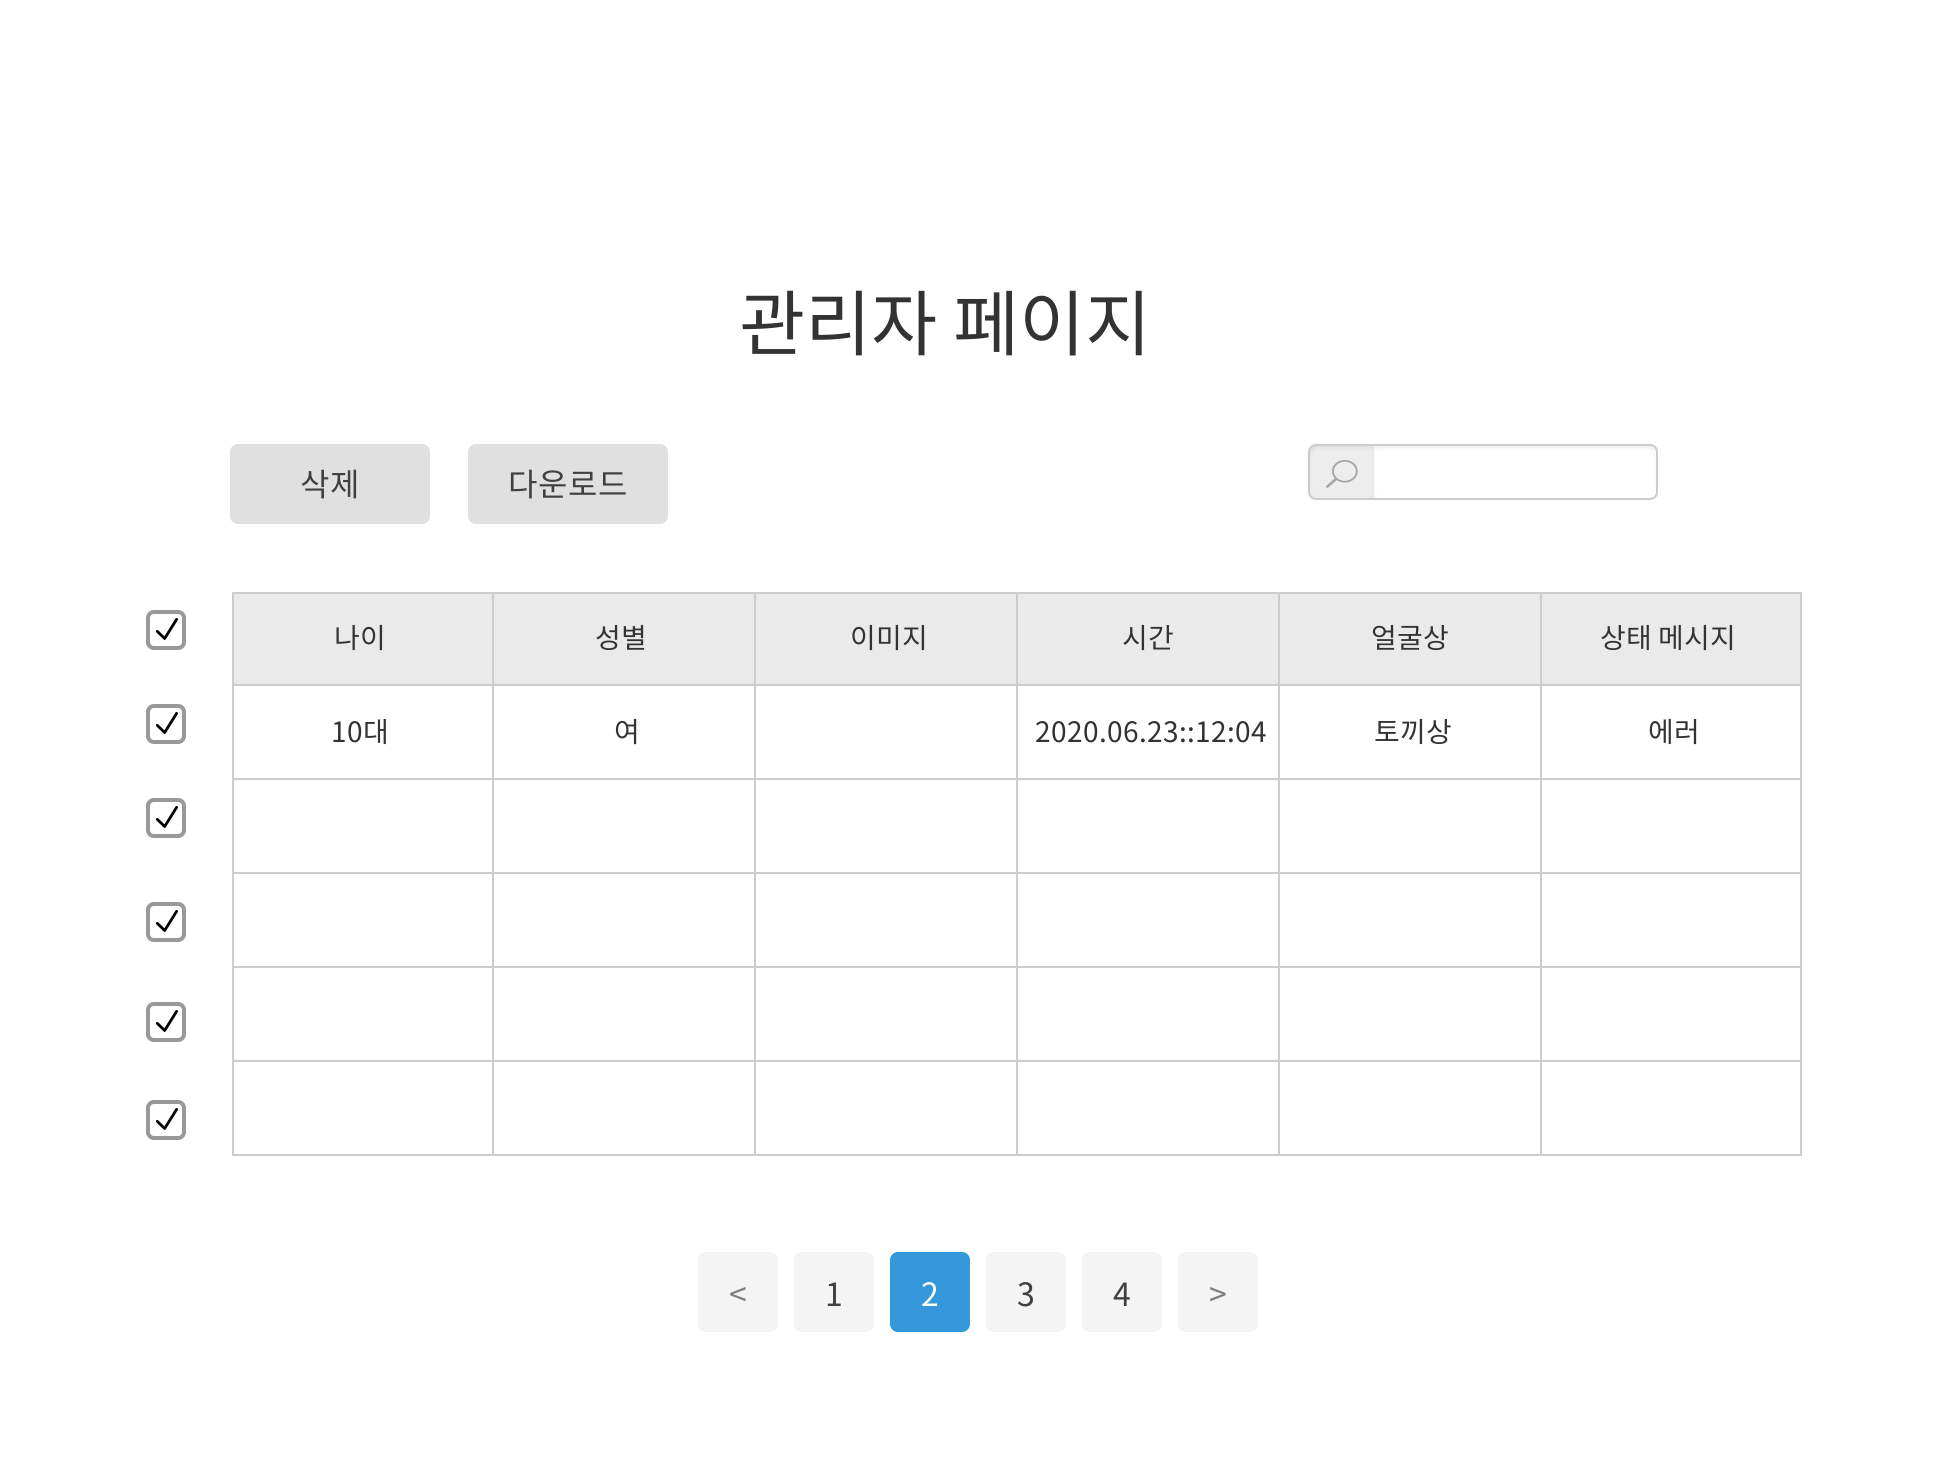 관리자 페이지
삭제 다운로드
나이 성별 이미지 시간 얼굴상 상태 메시지
10대 여 2020.06.23::12:04 토끼상 에러
< 1 2 3 4 >